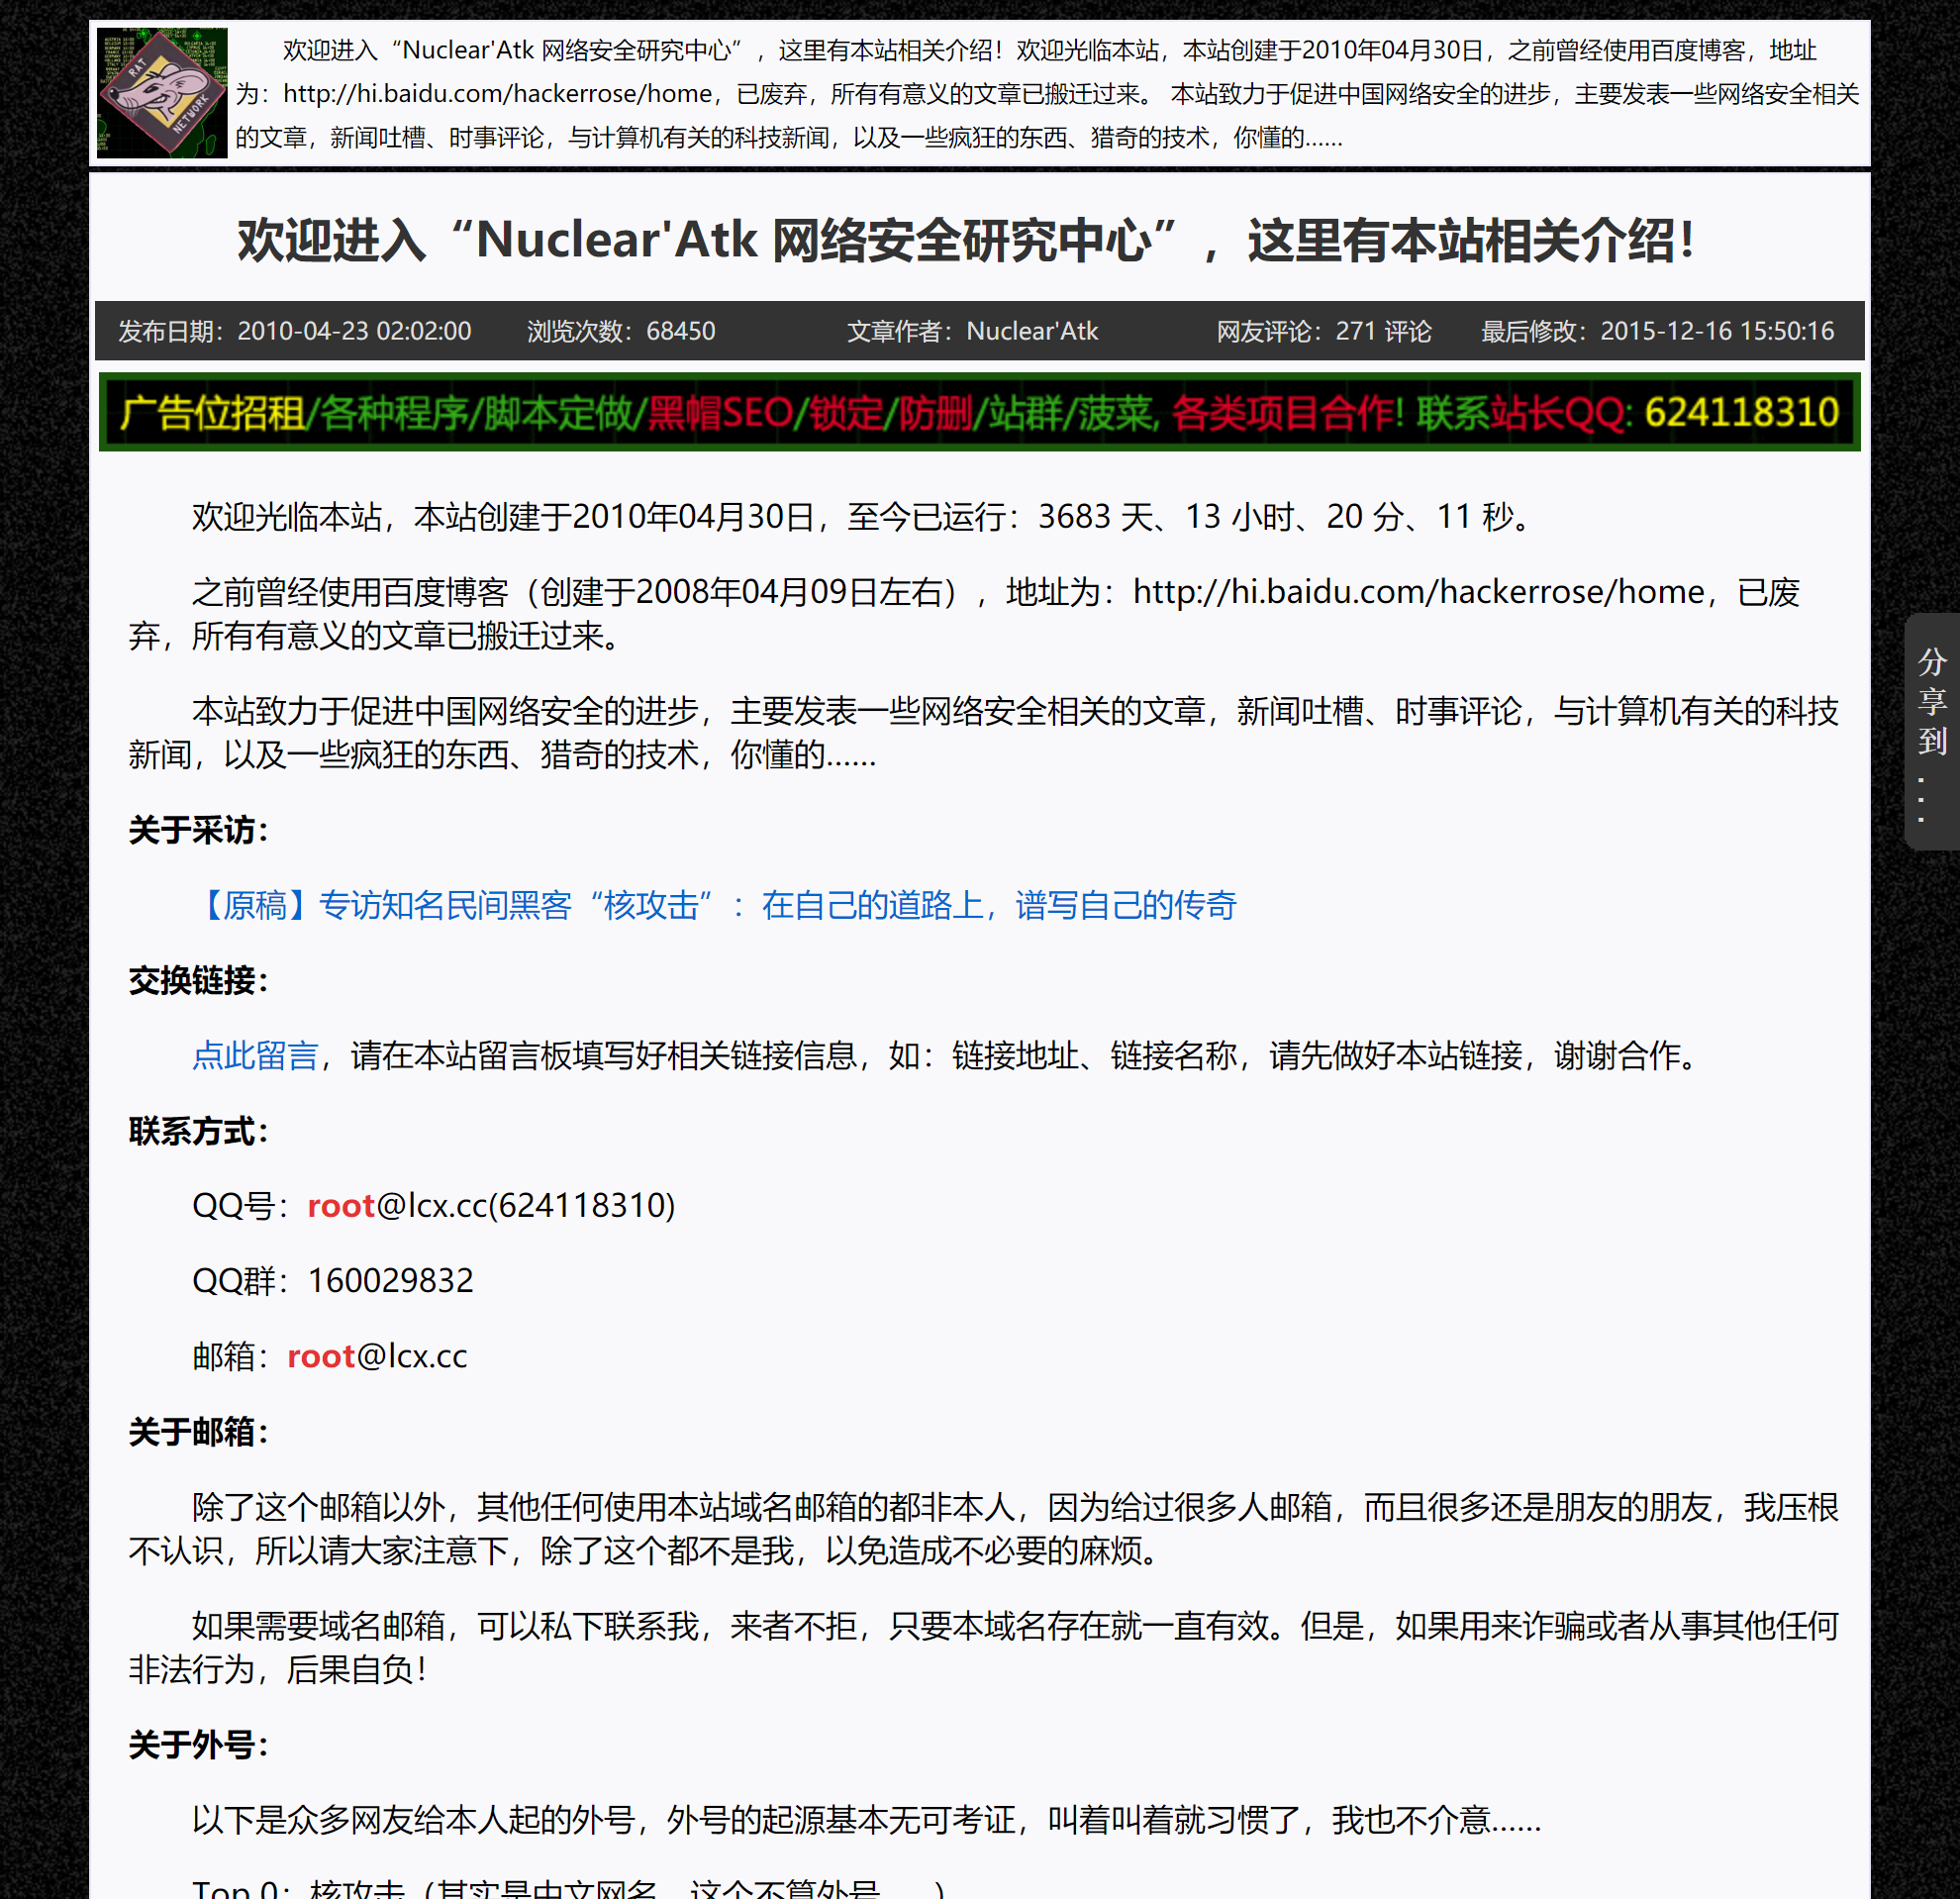 RAT
NETWORK
欢迎进入“Nuclear'Atk 网络安全研究中心”，这里有本站相关介绍！欢迎光临本站，本站创建于2010年04月30日，之前曾经使用百度博客，地址
为：http://hi.baidu.com/hackerrose/home，已废弃，所有有意义的文章已搬迁过来。 本站致力于促进中国网络安全的进步，主要发表一些网络安全相关
的文章，新闻吐槽、时事评论，与计算机有关的科技新闻，以及一些疯狂的东西、猎奇的技术，你懂的……
欢迎进入“Nuclear'Atk 网络安全研究中心”，这里有本站相关介绍！
发布日期：2010-04-23 02:02:00 浏览次数：68450 文章作者：Nuclear'Atk 网友评论：271 评论 最后修改：2015-12-16 15:50:16
广告位招租/各种程序/脚本定做/黑帽SEO/锁定/防删/站群/菠菜, 各类项目合作! 联系站长QQ: 624118310
欢迎光临本站，本站创建于2010年04月30日，至今已运行：3683 天、13 小时、20 分、11 秒。
之前曾经使用百度博客（创建于2008年04月09日左右），地址为：http://hi.baidu.com/hackerrose/home，已废
弃，所有有意义的文章已搬迁过来。
本站致力于促进中国网络安全的进步，主要发表一些网络安全相关的文章，新闻吐槽、时事评论，与计算机有关的科技
新闻，以及一些疯狂的东西、猎奇的技术，你懂的……
关于采访：
【原稿】专访知名民间黑客“核攻击”：在自己的道路上，谱写自己的传奇
交换链接：
点此留言，请在本站留言板填写好相关链接信息，如：链接地址、链接名称，请先做好本站链接，谢谢合作。
联系方式：
QQ号：root@lcx.cc(624118310)
QQ群：160029832
邮箱：root@lcx.cc
关于邮箱：
除了这个邮箱以外，其他任何使用本站域名邮箱的都非本人，因为给过很多人邮箱，而且很多还是朋友的朋友，我压根
不认识，所以请大家注意下，除了这个都不是我，以免造成不必要的麻烦。
如果需要域名邮箱，可以私下联系我，来者不拒，只要本域名存在就一直有效。但是，如果用来诈骗或者从事其他任何
非法行为，后果自负！
关于外号：
以下是众多网友给本人起的外号，外号的起源基本无可考证，叫着叫着就习惯了，我也不介意……
Top 0：核攻击（其实是中文网名，这个不算外号……）
分享到...